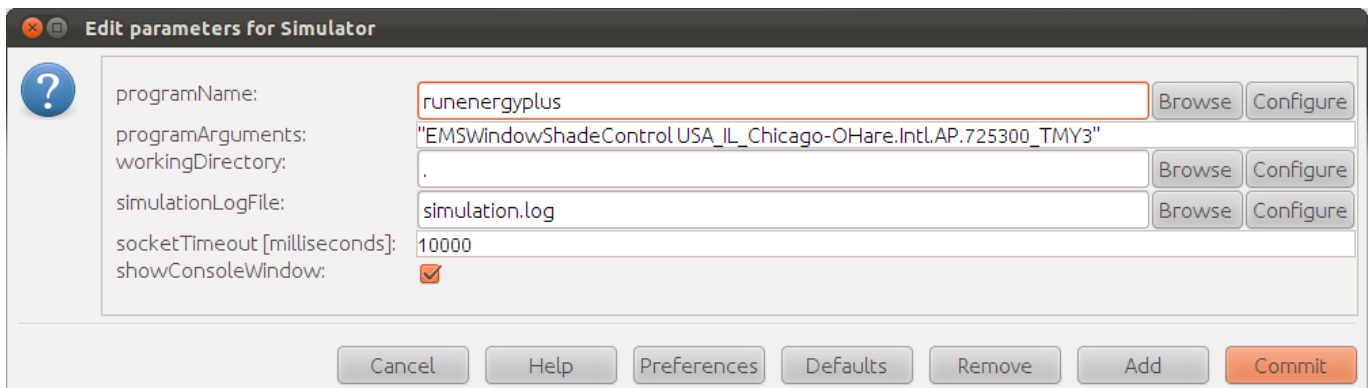 Edit parameters for Simulator
programName:
runenergyplus
Browse
Configure
programArguments:
"EMSWindowShadeControl USA_IL_Chicago-OHare.Intl.AP.725300_TMY3"
workingDirectory:
.
Browse
Configure
simulationLogFile:
simulation.log
Browse
Configure
socketTimeout [milliseconds]:
10000
showConsoleWindow:
Cancel
Help
Preferences
Defaults
Remove
Add
Commit